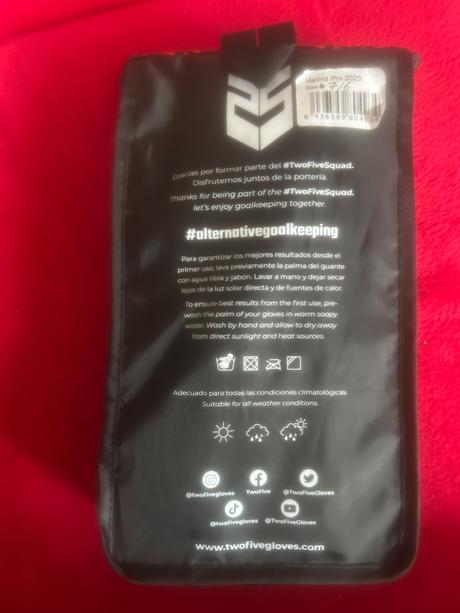 25
Madrid Pro 2023
Size: 7/6
Gracias por formar parte del #TwoFiveSquad.
Disfrutemos juntos de la portería.
Thanks for being part of the #TwoFiveSquad.
let's enjoy goalkeeping together.
#alternativegoalkeeping
Para garantizar los mejores resultados desde el
primer uso, lava previamente la palma del guante
con agua tibia y jabón. Lavar a mano y dejar secar
lejos de la luz solar directa y de fuentes de calor.
To ensure best results from the first use, pre-
wash the palm of your gloves in warm soapy
water. Wash by hand and allow to dry away
from direct sunlight and heat sources.
Adecuado para todas las condiciones climatológicas.
Suitable for all weather conditions.
@twoFivegloves TwoFive @TwoFiveGloves
@twofivegloves @TwoFiveGloves
www.twofivegloves.com